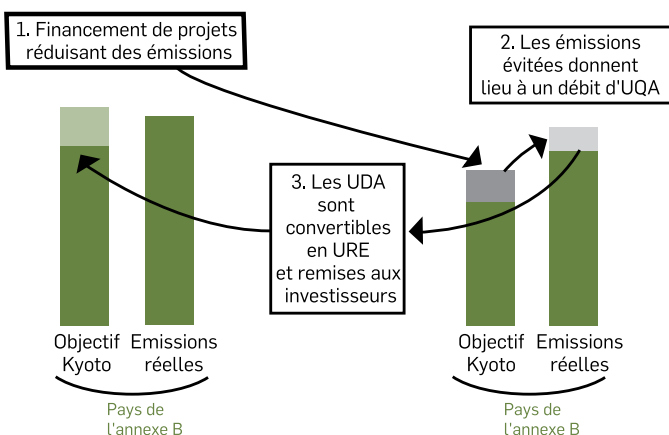 1. Financement de projets
réduisant des émissions
2. Les émissions
évitées donnent
lieu à un débit d'UQA
3. Les UDA
sont
convertibles
en URE
et remises aux
investisseurs
Objectif
Kyoto
Emissions
réelles
Objectif
Kyoto
Emissions
réelles
Pays de
l'annexe B
Pays de
l'annexe B